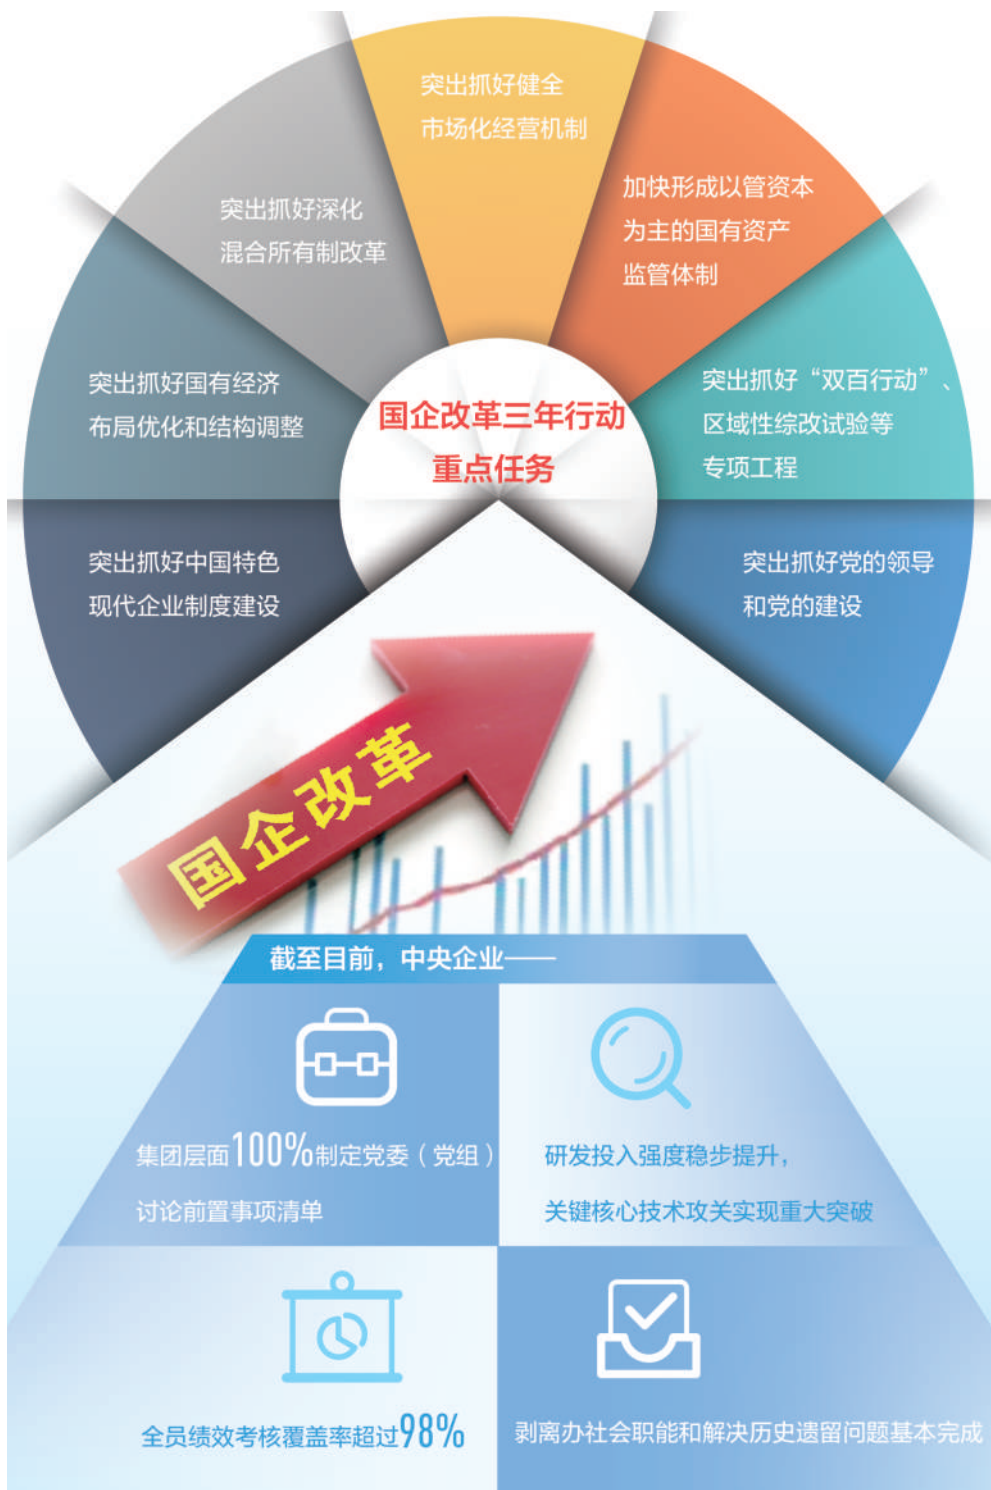 突出抓好健全
市场化经营机制
突出抓好深化
混合所有制改革
加快形成以管资本
为主的国有资产
监管体制
突出抓好国有经济
布局优化和结构调整
突出抓好“双百行动”、
区域性综改试验等
专项工程
国企改革三年行动
重点任务
突出抓好中国特色
现代企业制度建设
突出抓好党的领导
和党的建设
国企改革
截至目前，中央企业——
集团层面100%制定党委（党组）
讨论前置事项清单
研发投入强度稳步提升，
关键核心技术攻关实现重大突破
全员绩效考核覆盖率超过98%
剥离办社会职能和解决历史遗留问题基本完成